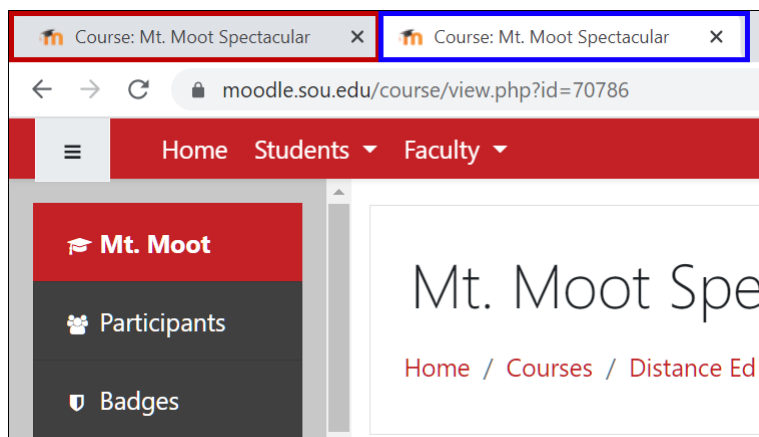 Course: Mt. Moot Spectacular Course: Mt. Moot Spectacular
moodle.sou.edu/course/view.php?id=70786
Home Students Faculty
Mt. Moot
Mt. Moot Spe
Participants
Home / Courses / Distance Ed
Badges